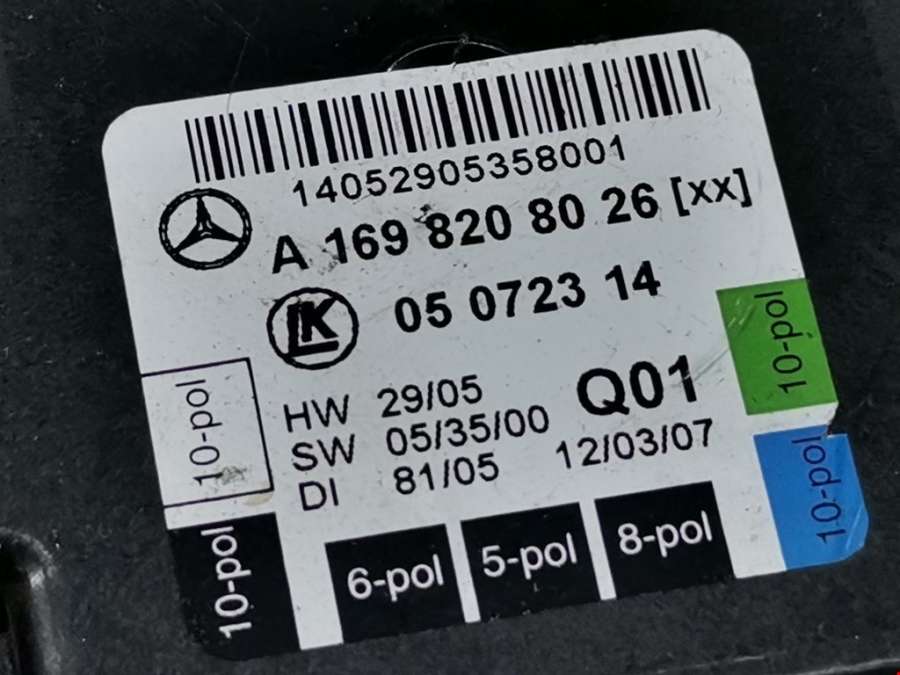 14052905358001
A 169 820 80 26 [xx]
LK
05 0723 14
HW 29/05
SW 05/35/00
DI 81/05
Q01
12/03/07
10-pol
10-pol
10-pol
10-pol
6-pol
5-pol
8-pol